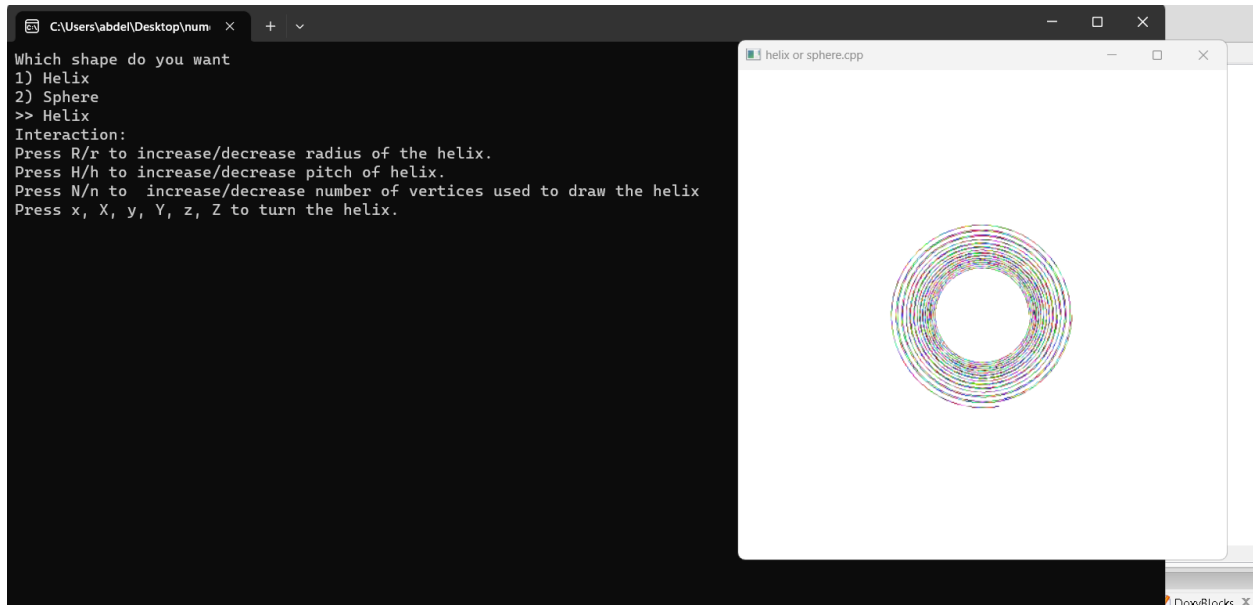 C:\Users\abdel\Desktop\num
Which shape do you want
1) Helix
2) Sphere
>> Helix
Interaction:
Press R/r to increase/decrease radius of the helix.
Press H/h to increase/decrease pitch of helix.
Press N/n to  increase/decrease number of vertices used to draw the helix
Press x, X, y, Y, z, Z to turn the helix.
helix or sphere.cpp
DoxyBlocks